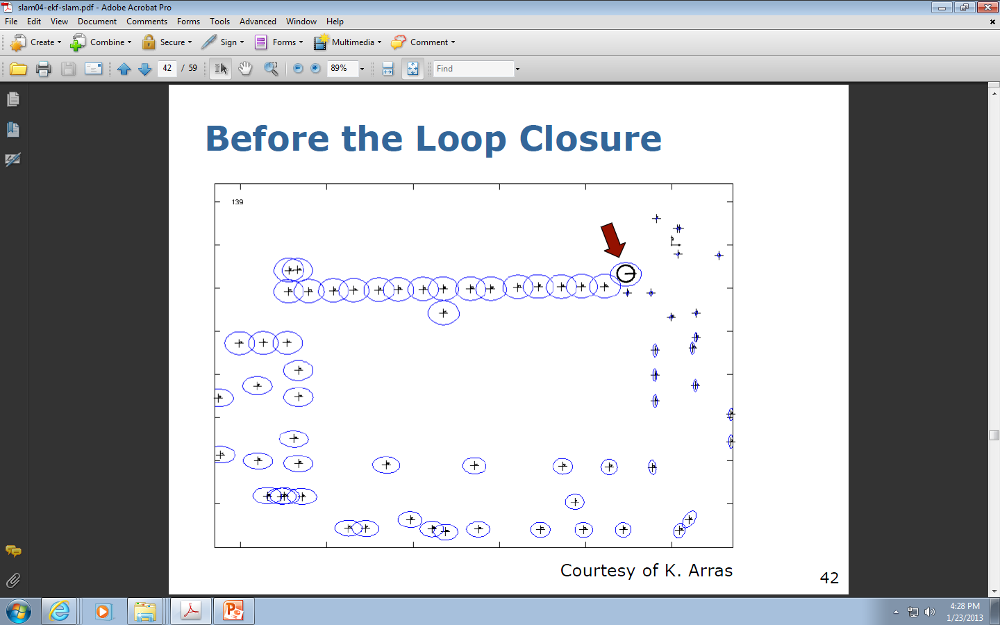 slam04-ekf-slam.pdf - Adobe Acrobat Pro
File Edit View Document Comments Forms Tools Advanced Window Help
Create Combine Secure Sign Forms Multimedia Comment
42 / 59 89% Find
Before the Loop Closure
139
Courtesy of K. Arras
42
4:28 PM
1/23/2013